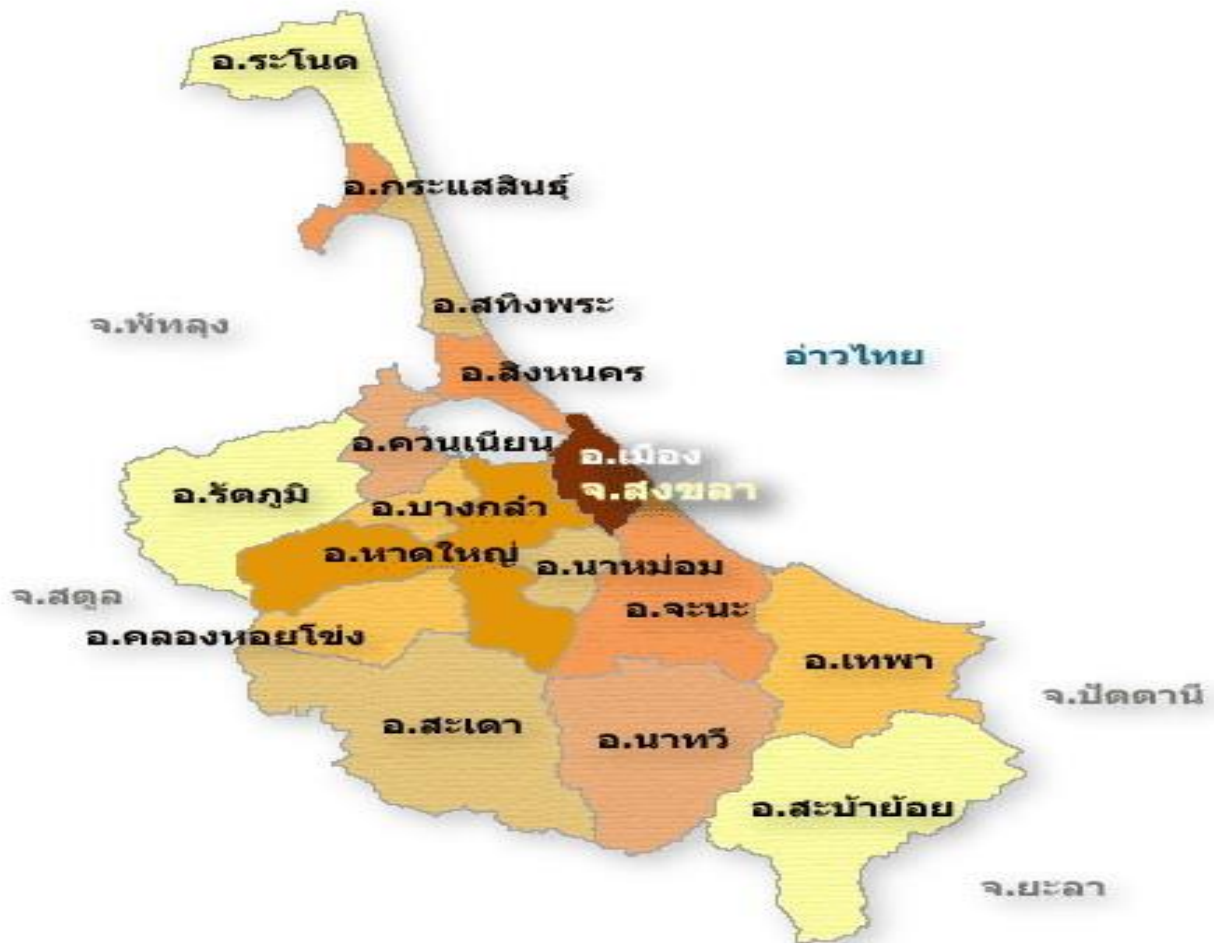 อ.ระโนด
อ.กระแสสินธุ์
อ.สทิงพระ
จ.พัทลุง
อ่าวไทย
อ.สิงหนคร
อ.ควนเนียน
อ.เมือง
จ.สงขลา
อ.รัตภูมิ
อ.บางกล่ำ
อ.หาดใหญ่
อ.นาหม่อม
จ.สตูล
อ.จะนะ
อ.คลองหอยโข่ง
อ.เทพา
จ.ปัตตานี
อ.สะเดา
อ.นาทวี
อ.สะบ้าย้อย
จ.ยะลา